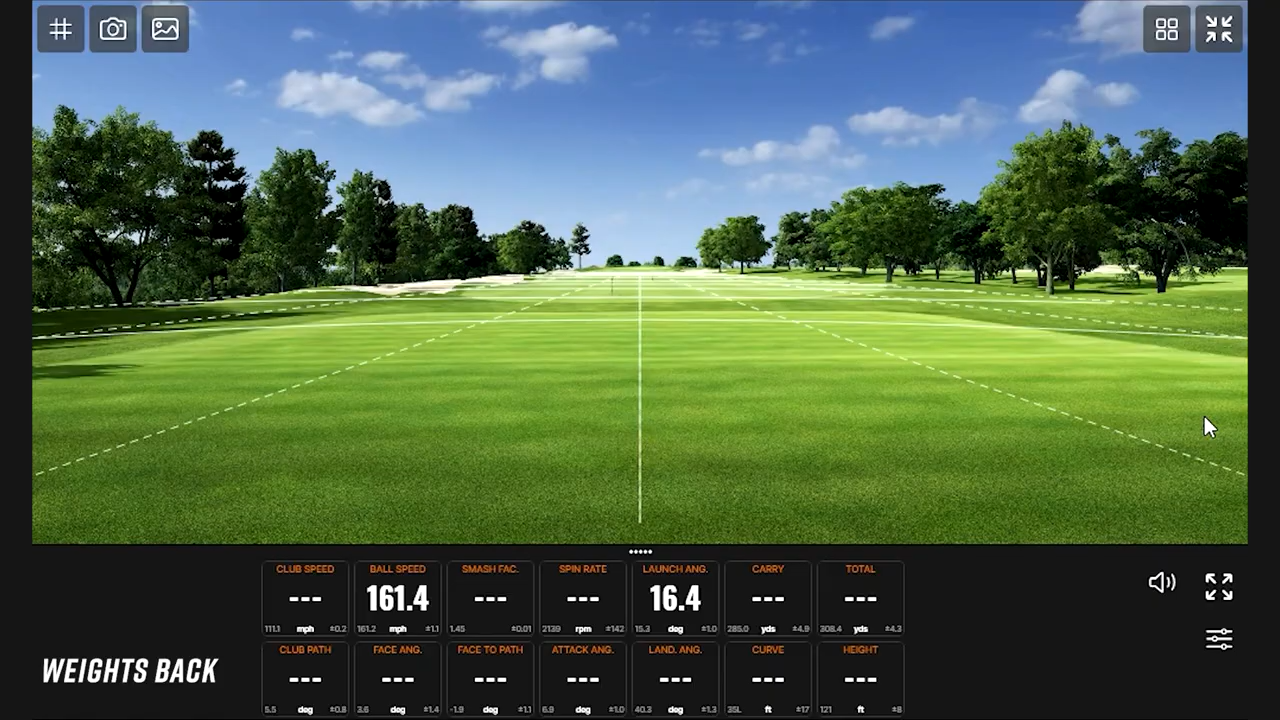 CLUB SPEED BALL SPEED SMASH FAC. SPIN RATE LAUNCH ANG. CARRY TOTAL
--- 161.4 --- --- 16.4 --- ---
111.1 mph ±0.2 161.2 mph ±1.1 1.45 ±0.01 2139 rpm ±142 15.3 deg ±1.0 285.0 yds ±4.9 308.4 yds ±4.3
CLUB PATH FACE ANG. FACE TO PATH ATTACK ANG. LAND. ANG. CURVE HEIGHT
WEIGHTS BACK --- --- --- --- --- --- ---
5.5 deg ±0.8 3.6 deg ±1.4 -1.9 deg ±1.1 6.9 deg ±1.0 40.3 deg ±1.3 35L ft ±17 121 ft ±8